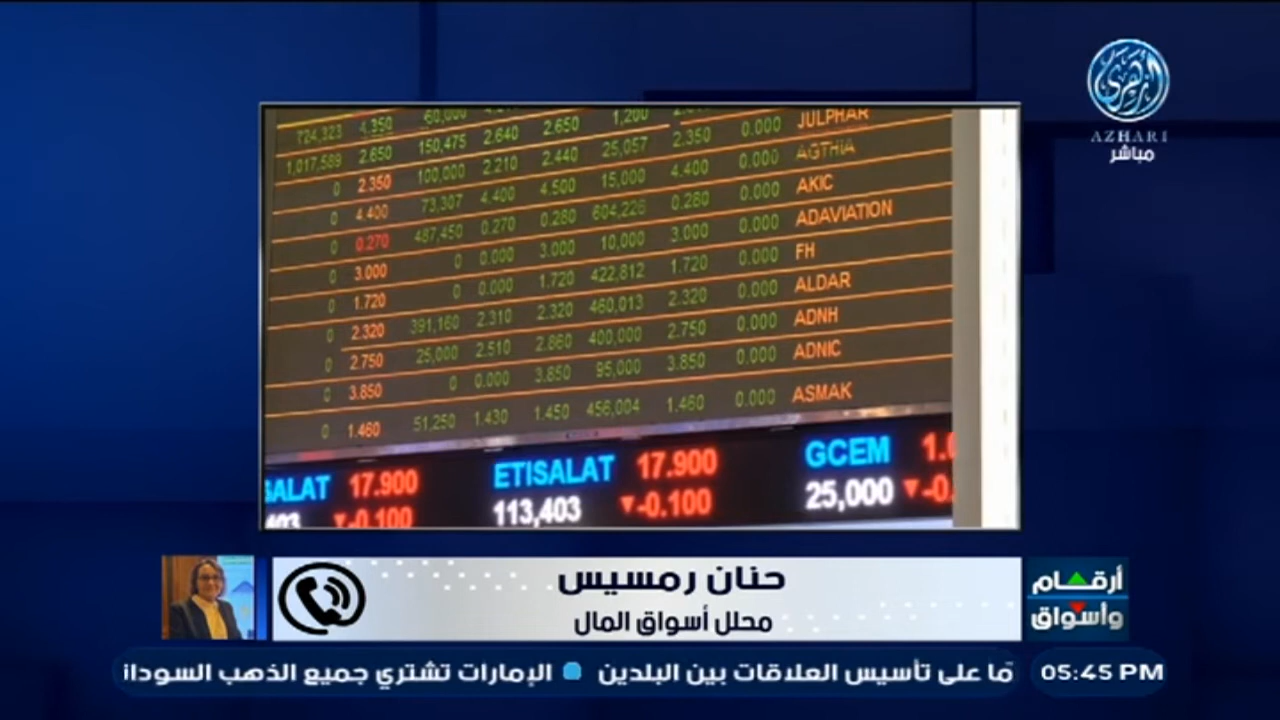 أزهري
AZHARI
مباشر
724,323 4.350 60,000 1,200 JULPHAR
1,017,589 2.650 150,475 2.640 2.650 25,057 2.350 0.000 AGTHIA
0 2.350 100,000 2.210 2.440 15,000 4.400 0.000 AKIC
0 4.400 73,307 4.400 4.500 604,226 0.280 0.000 ADAVIATION
0 0.270 487,450 0.270 0.280 10,000 3.000 0.000 FH
0 3.000 0 0.000 3.000 422,812 1.720 0.000 ALDAR
0 1.720 0 0.000 1.720 460,013 2.320 0.000 ADNH
0 2.320 391,160 2.310 2.320 400,000 2.750 0.000 ADNIC
0 2.750 25,000 2.510 2.860 95,000 3.850 0.000 ASMAK
0 3.850 0 0.000 3.850 456,004 1.460 0.000
0 1.460 51,250 1.430 1.450
SALAT 17.900 ETISALAT 17.900 GCEM
403 ▼-0.100 113,403 ▼-0.100 25,000
حنان رمسيس
محلل أسواق المال
أرقام
وأسواق
مًا على تأسيس العلاقات بين البلدين • الإمارات تشتري جميع الذهب السودان
05:45 PM